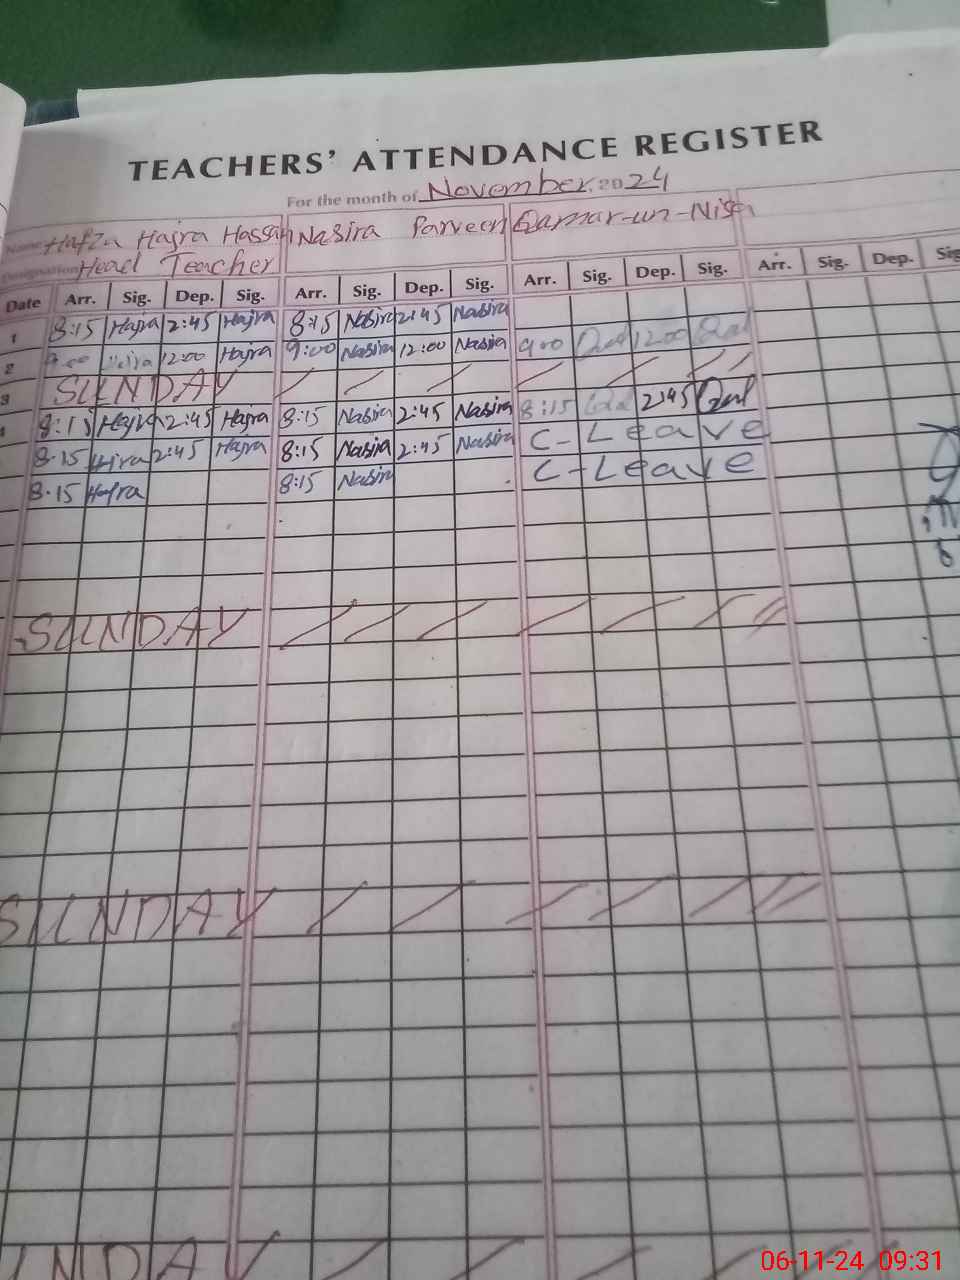 TEACHERS' ATTENDANCE REGISTER
For the month of November 2024
Name Hafza Hajra Hassan Nasira Parveen Qamar-un-Nisa
Designation Head Teacher
Date Arr. Sig. Dep. Sig. Arr. Sig. Dep. Sig. Arr. Sig. Dep. Sig. Arr. Sig. Dep. Sig.
1 8:15 Hajra 2:45 Hajra 8:15 Nasira 2:45 Nasira
2 9:00 Hajra 12:00 Hajra 9:00 Nasira 12:00 Nasira 9:00 12:00
3 SUNDAY
4 8:15 Hajra 2:45 Hajra 8:15 Nasira 2:45 Nasira 8:15 2:45
8:15 Hajra 2:45 Hajra 8:15 Nasira 2:45 Nasira C-Leave
8:15 Hajra 8:15 Nasira C-Leave
SUNDAY
SUNDAY
06-11-24 09:31